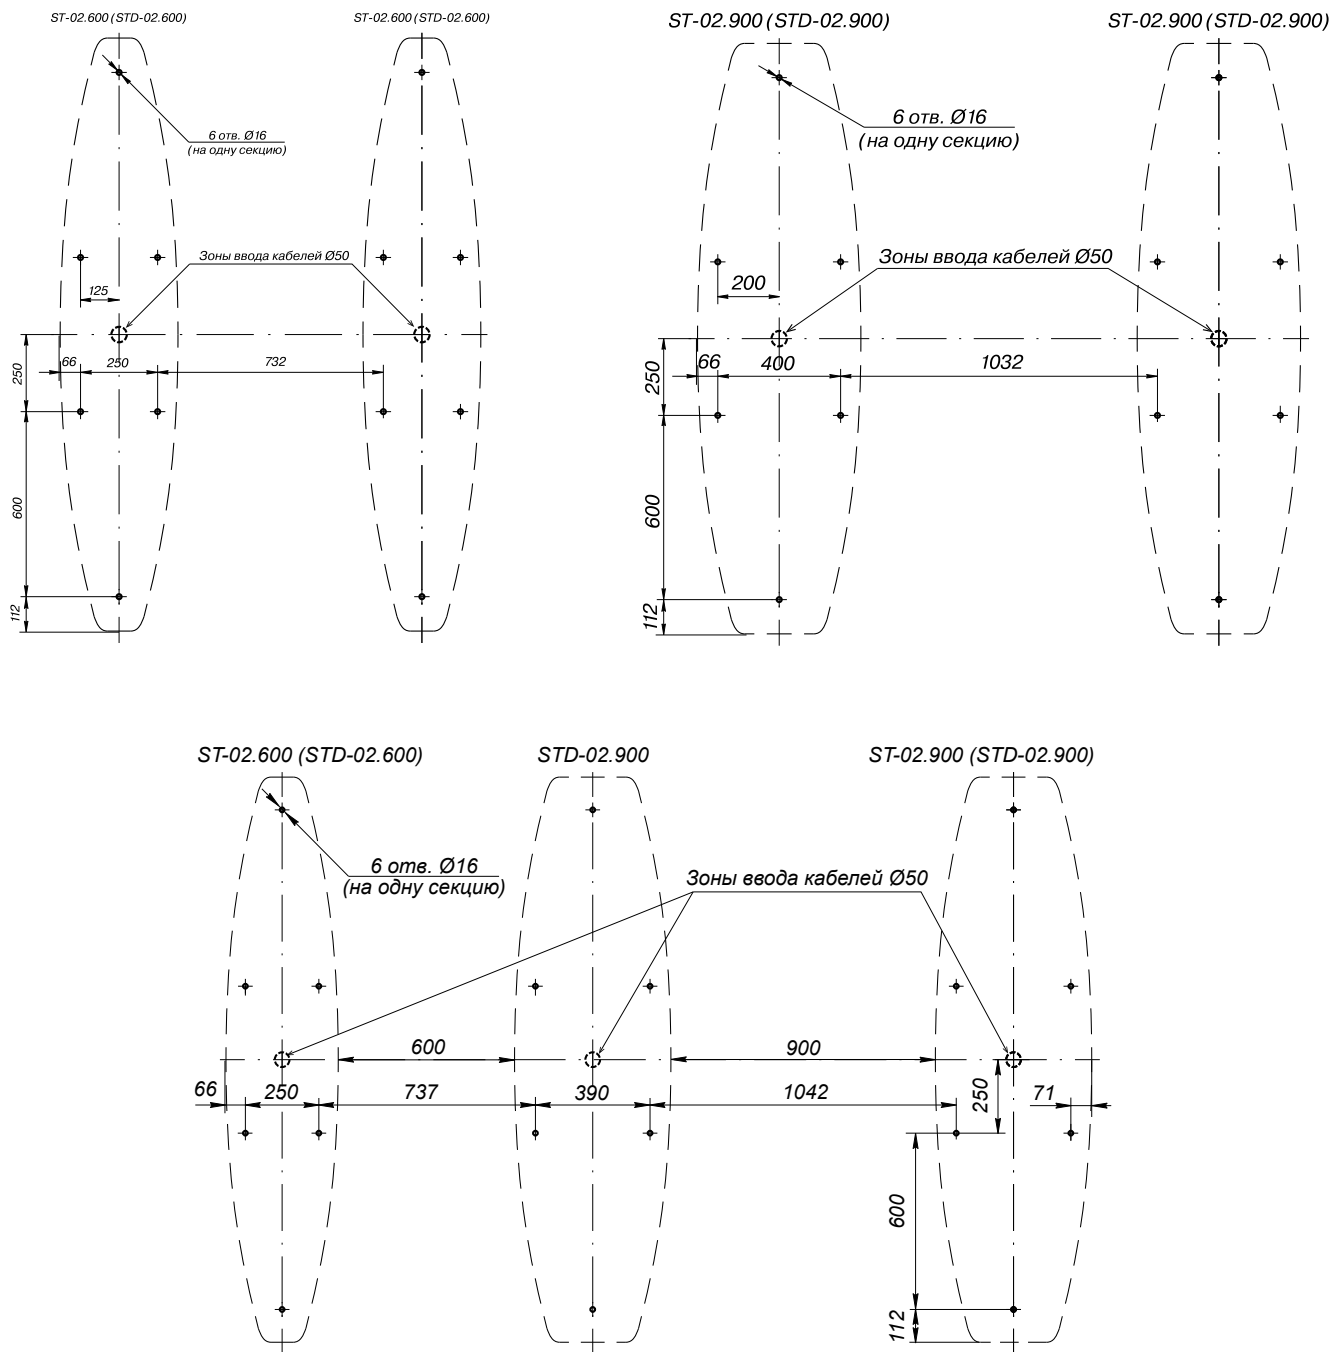 ST-02.600 (STD-02.600)
ST-02.600 (STD-02.600)
6 отв. Ø16
(на одну секцию)
Зоны ввода кабелей Ø50
125
66
250
732
250
600
112
ST-02.900 (STD-02.900)
ST-02.900 (STD-02.900)
6 отв. Ø16
(на одну секцию)
Зоны ввода кабелей Ø50
200
66
400
1032
250
600
112
ST-02.600 (STD-02.600)
STD-02.900
ST-02.900 (STD-02.900)
6 отв. Ø16
(на одну секцию)
Зоны ввода кабелей Ø50
600
900
66
250
737
390
1042
250
71
600
112